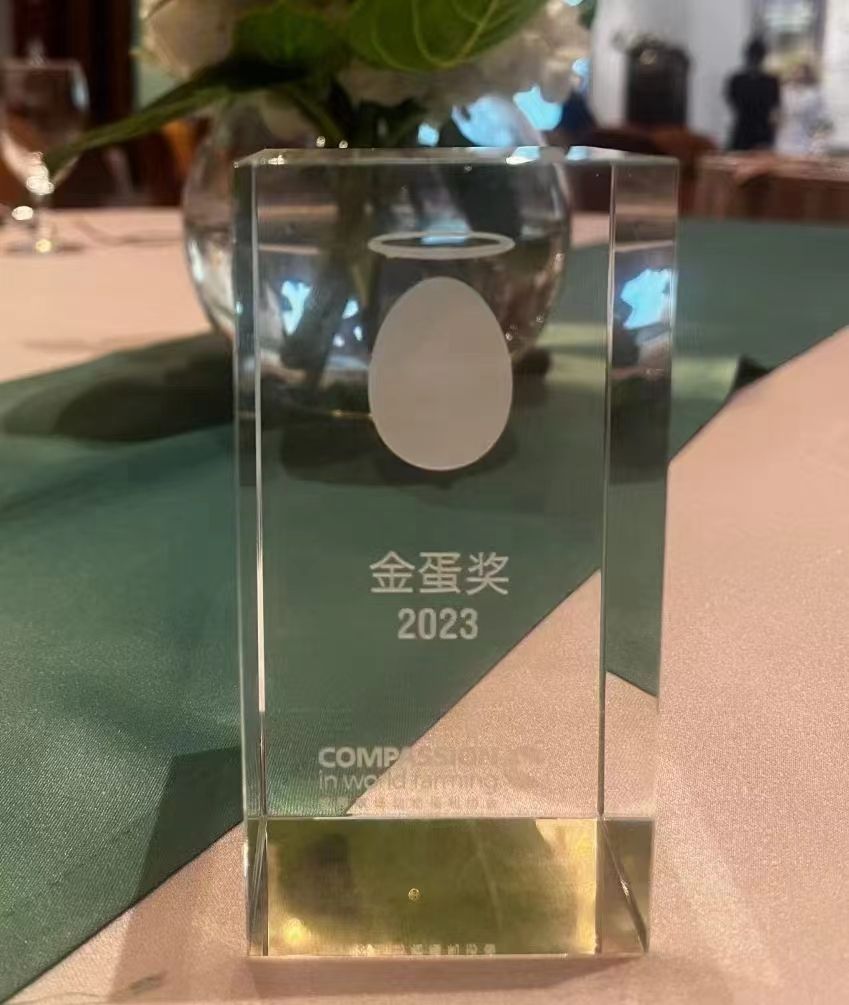 金蛋奖
2023
COMPASSION
in world farming